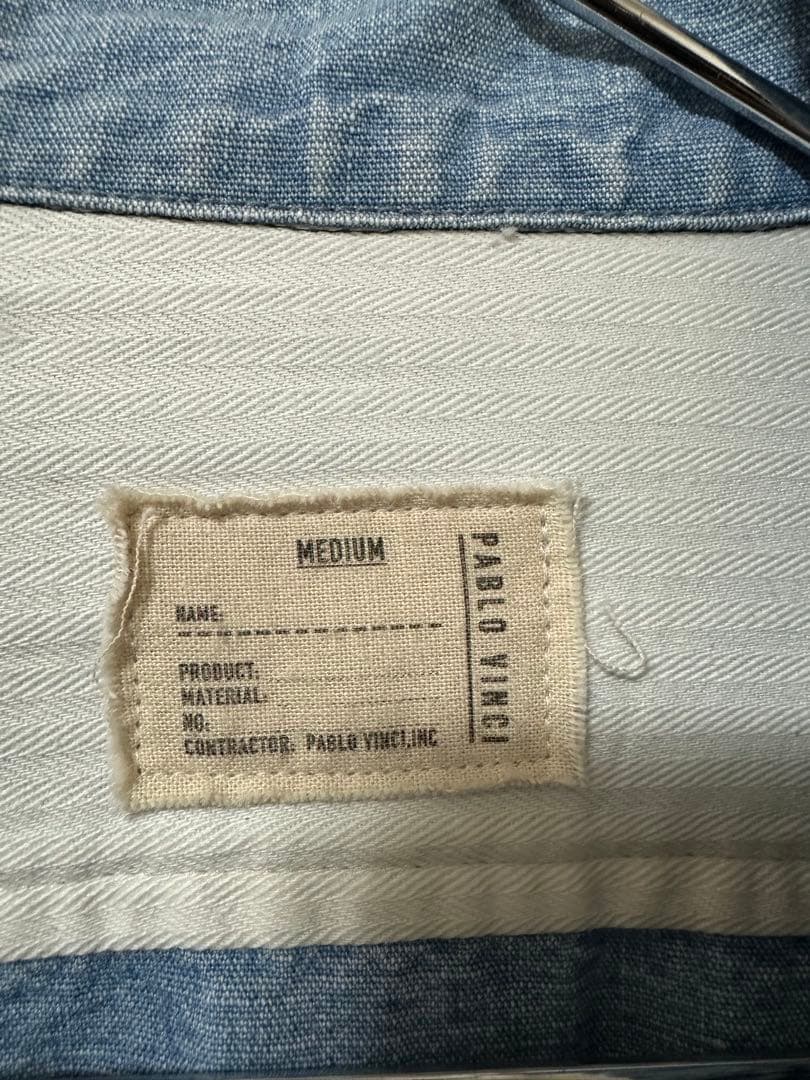 MEDIUM
NAME:
PRODUCT:
MATERIAL.
NO.
CONTRACTOR: PABLO VINCI,INC
PABLO VINCI